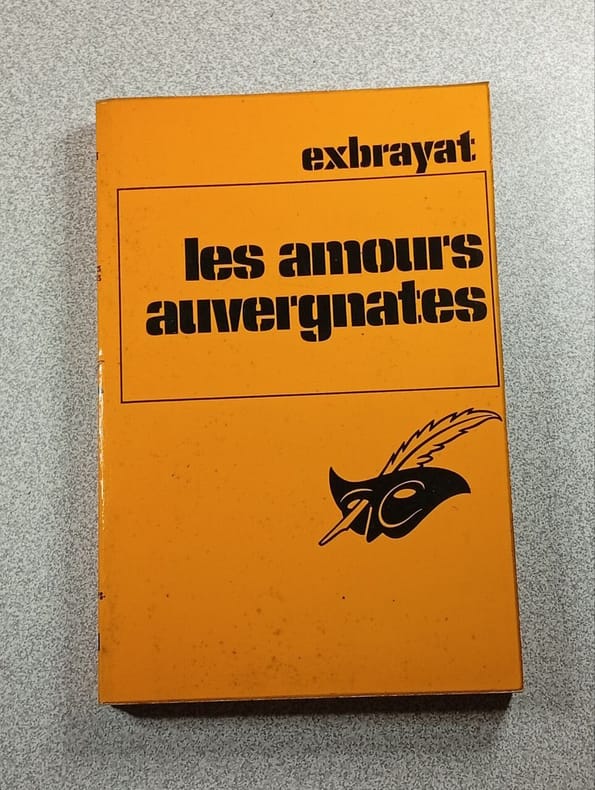 exbrayat
les amours
auvergnates